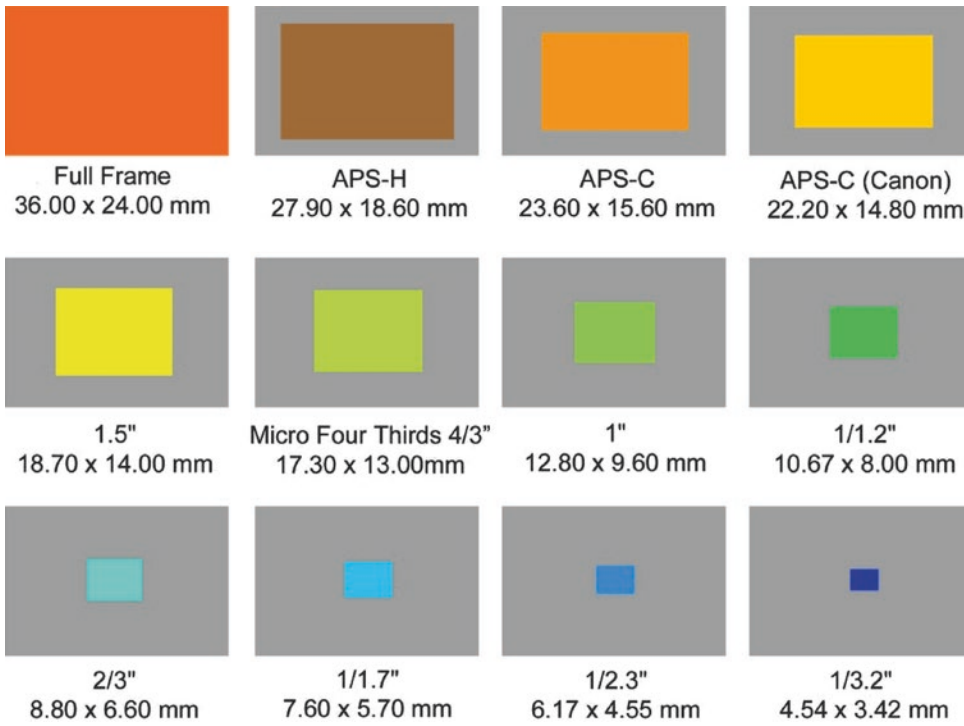 Full Frame
36.00 x 24.00 mm
APS-H
27.90 x 18.60 mm
APS-C
23.60 x 15.60 mm
APS-C (Canon)
22.20 x 14.80 mm
1.5"
18.70 x 14.00 mm
Micro Four Thirds 4/3"
17.30 x 13.00mm
1"
12.80 x 9.60 mm
1/1.2"
10.67 x 8.00 mm
2/3"
8.80 x 6.60 mm
1/1.7"
7.60 x 5.70 mm
1/2.3"
6.17 x 4.55 mm
1/3.2"
4.54 x 3.42 mm